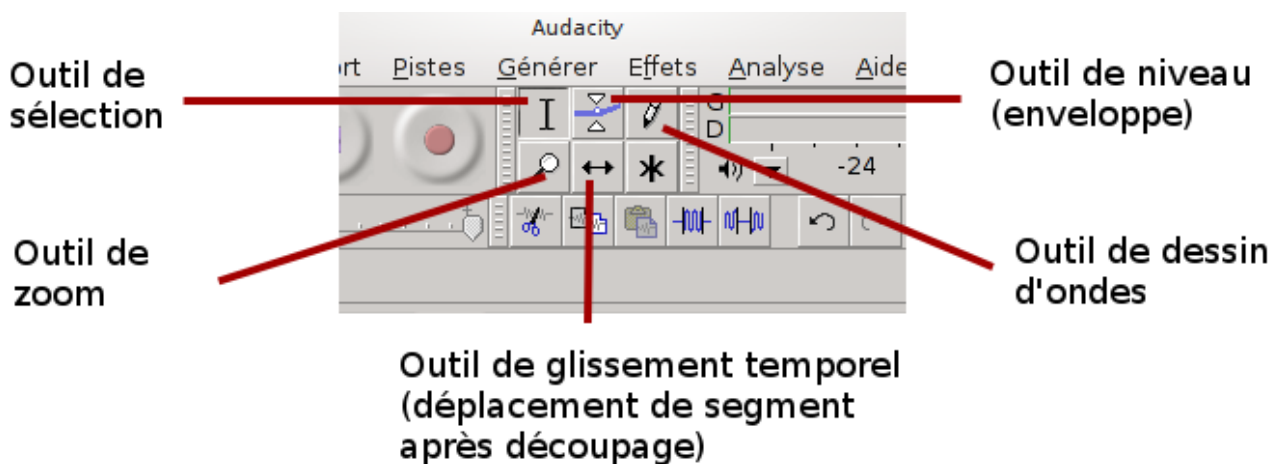 Audacity
Pistes Générer Effets Analyse Aide
Outil de
sélection
Outil de niveau
(enveloppe)
G
D
-24
Outil de
zoom
Outil de dessin
d'ondes
Outil de glissement temporel
(déplacement de segment
après découpage)